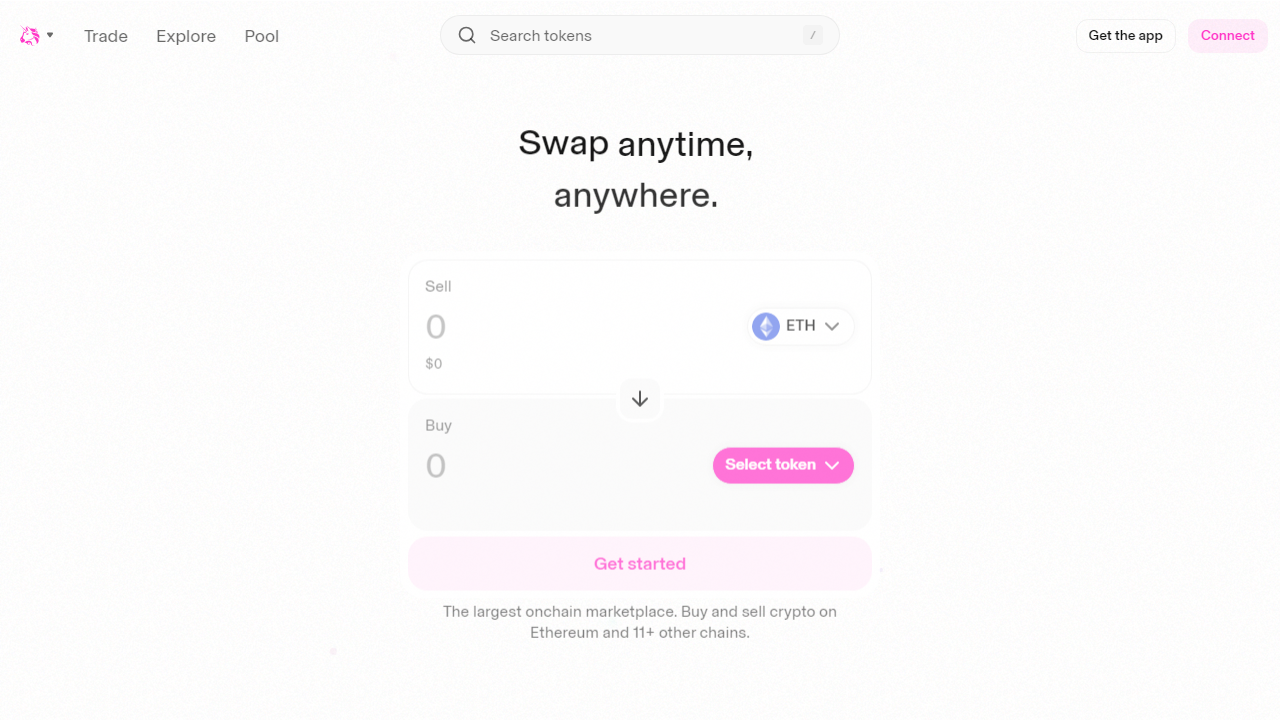 Trade
Explore
Pool
Search tokens
/
Get the app
Connect
Swap anytime,
anywhere.
Sell
0
ETH
$0
Buy
0
Select token
Get started
The largest onchain marketplace. Buy and sell crypto on
Ethereum and 11+ other chains.